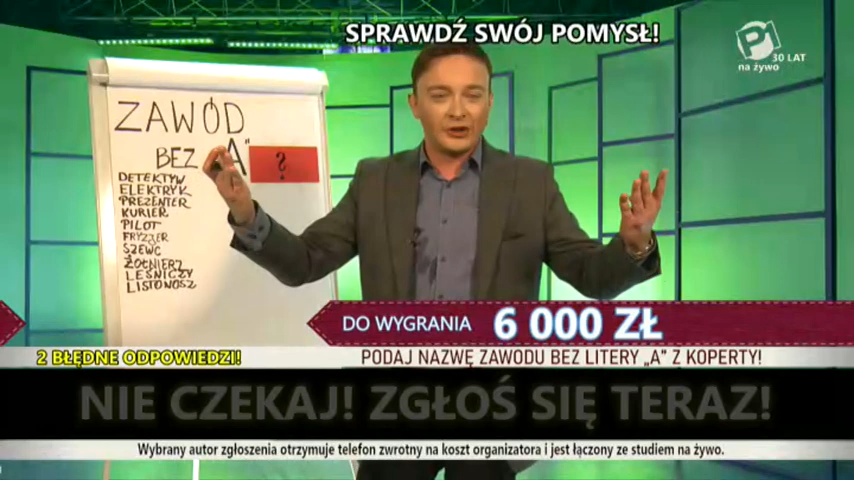 SPRAWDŹ SWÓJ POMYSŁ!
30 LAT
na żywo
ZAWÓD
BEZ „A"
?
DETEKTYW
ELEKTRYK
PREZENTER
KURIER
PILOT
FRYZJER
SZEWC
ŻOŁNIERZ
LEŚNICZY
LISTONOSZ
DO WYGRANIA 6 000 ZŁ
2 BŁĘDNE ODPOWIEDZI!
PODAJ NAZWĘ ZAWODU BEZ LITERY „A" Z KOPERTY!
NIE CZEKAJ! ZGŁOŚ SIĘ TERAZ!
Wybrany autor zgłoszenia otrzymuje telefon zwrotny na koszt organizatora i jest łączony ze studiem na żywo.